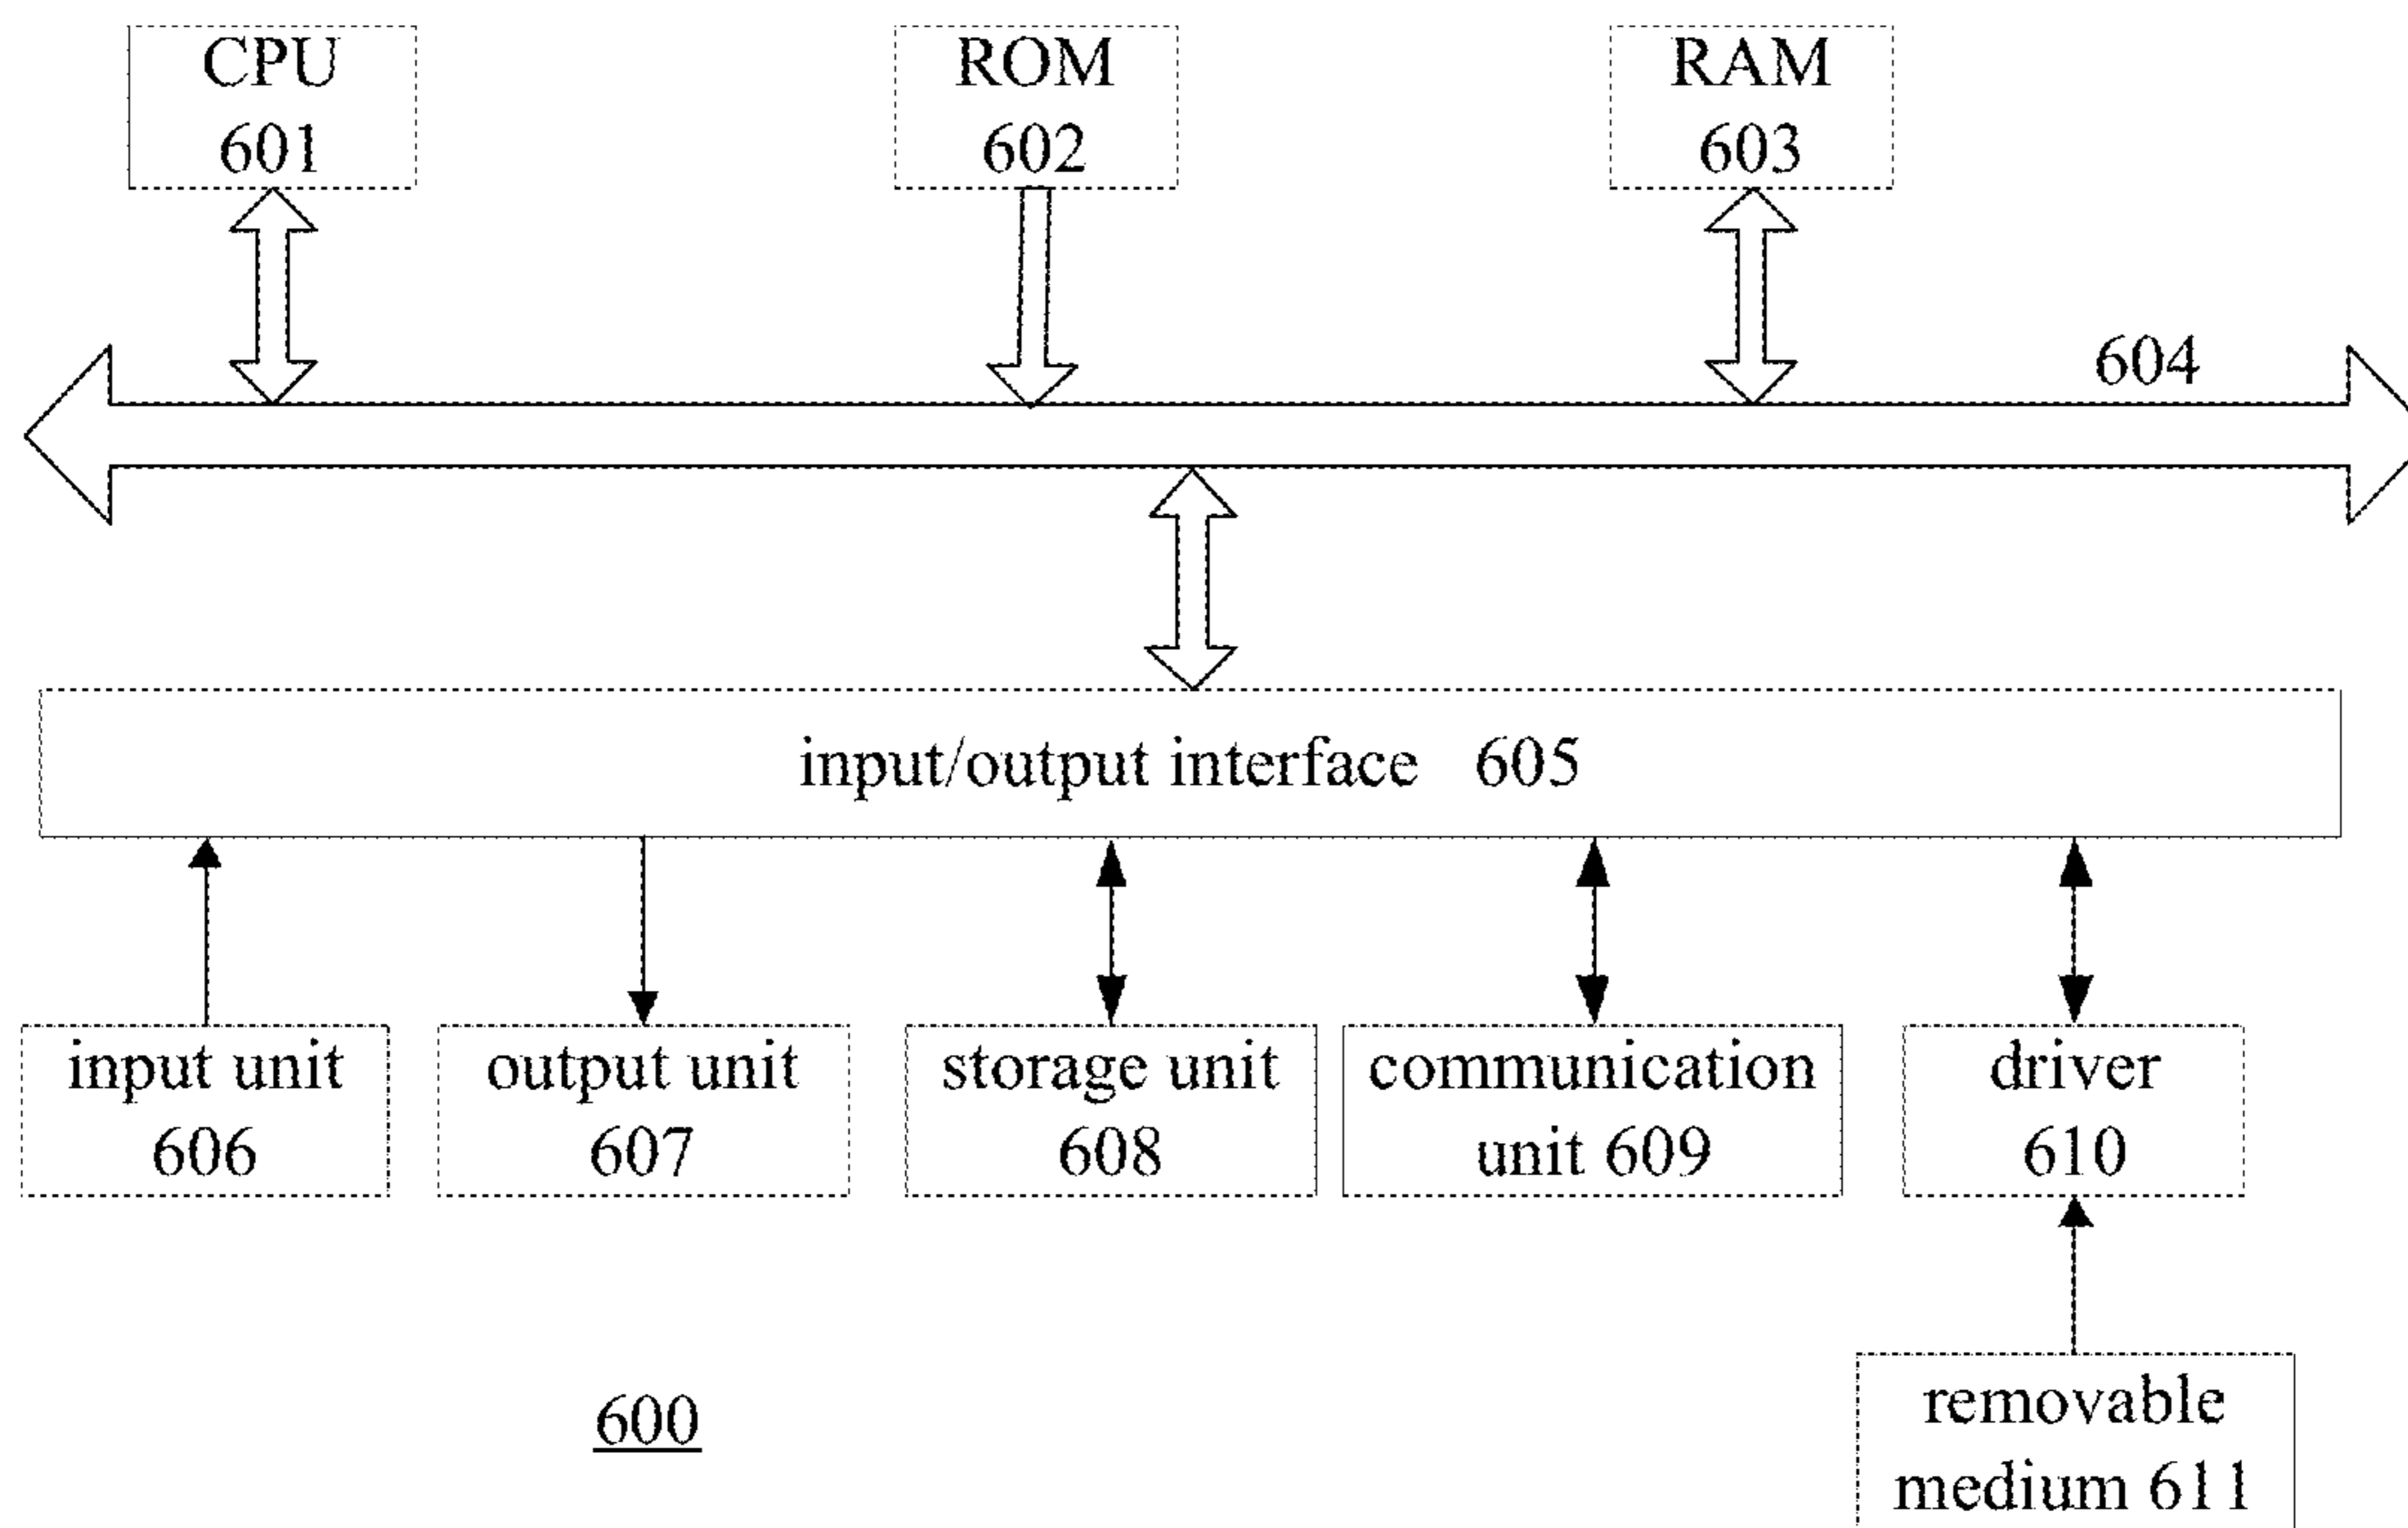 CPU
601
ROM
602
RAM
603
604
input/output interface 605
input unit
606
output unit
607
storage unit
608
communication
unit 609
driver
610
removable
medium 611
600